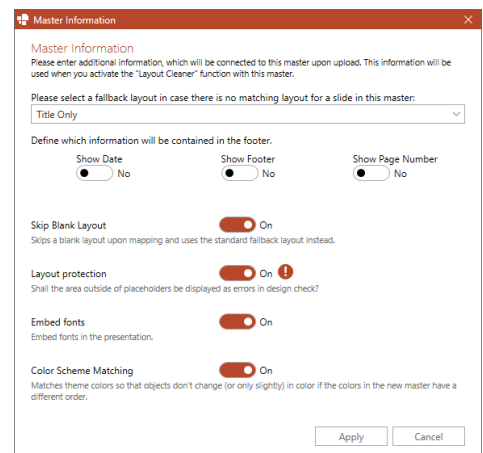 Master Information
Master Information
Please enter additional information, which will be connected to this master upon upload. This information will be
used when you activate the "Layout Cleaner" function with this master.
Please select a fallback layout in case there is no matching layout for a slide in this master:
Title Only
Define which information will be contained in the footer.
Show Date Show Footer Show Page Number
No No No
Skip Blank Layout On
Skips a blank layout upon mapping and uses the standard fallback layout instead.
Layout protection On !
Shall the area outside of placeholders be displayed as errors in design check?
Embed fonts On
Embed fonts in the presentation.
Color Scheme Matching On
Matches theme colors so that objects don't change (or only slightly) in color if the colors in the new master have a
different order.
Apply Cancel